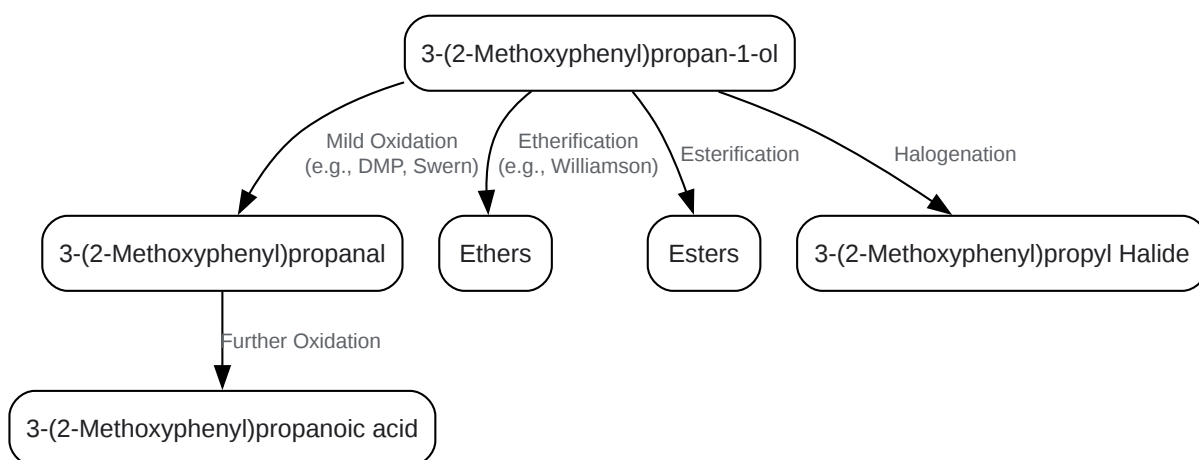 3-(2-Methoxyphenyl)propan-1-ol
Mild Oxidation
(e.g., DMP, Swern)
Etherification
(e.g., Williamson)
Esterification
Halogenation
3-(2-Methoxyphenyl)propanal
Ethers
Esters
3-(2-Methoxyphenyl)propyl Halide
Further Oxidation
3-(2-Methoxyphenyl)propanoic acid